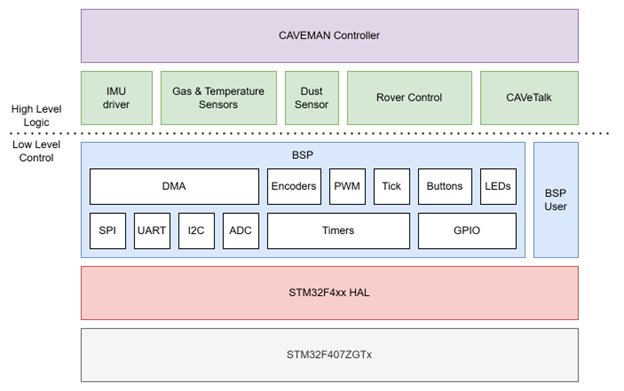 CAVEMAN Controller
IMU
driver
Gas & Temperature
Sensors
Dust
Sensor
Rover Control
CAVeTalk
High Level
Logic
Low Level
Control
BSP
DMA
Encoders
PWM
Tick
Buttons
LEDs
BSP
User
SPI
UART
I2C
ADC
Timers
GPIO
STM32F4xx HAL
STM32F407ZGTx